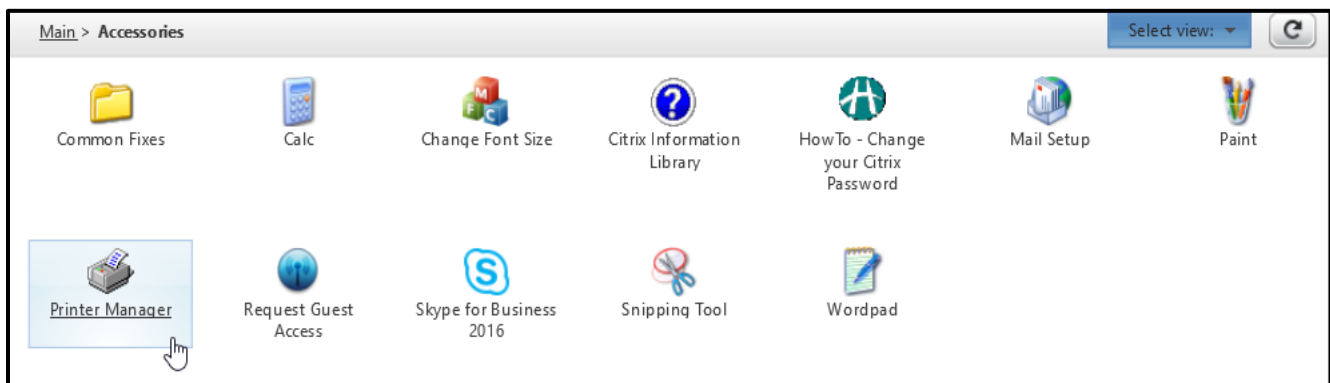 Main > Accessories
Select view:
Common Fixes
Calc
Change Font Size
Citrix Information
Library
HowTo - Change
your Citrix
Password
Mail Setup
Paint
Printer Manager
Request Guest
Access
Skype for Business
2016
Snipping Tool
Wordpad